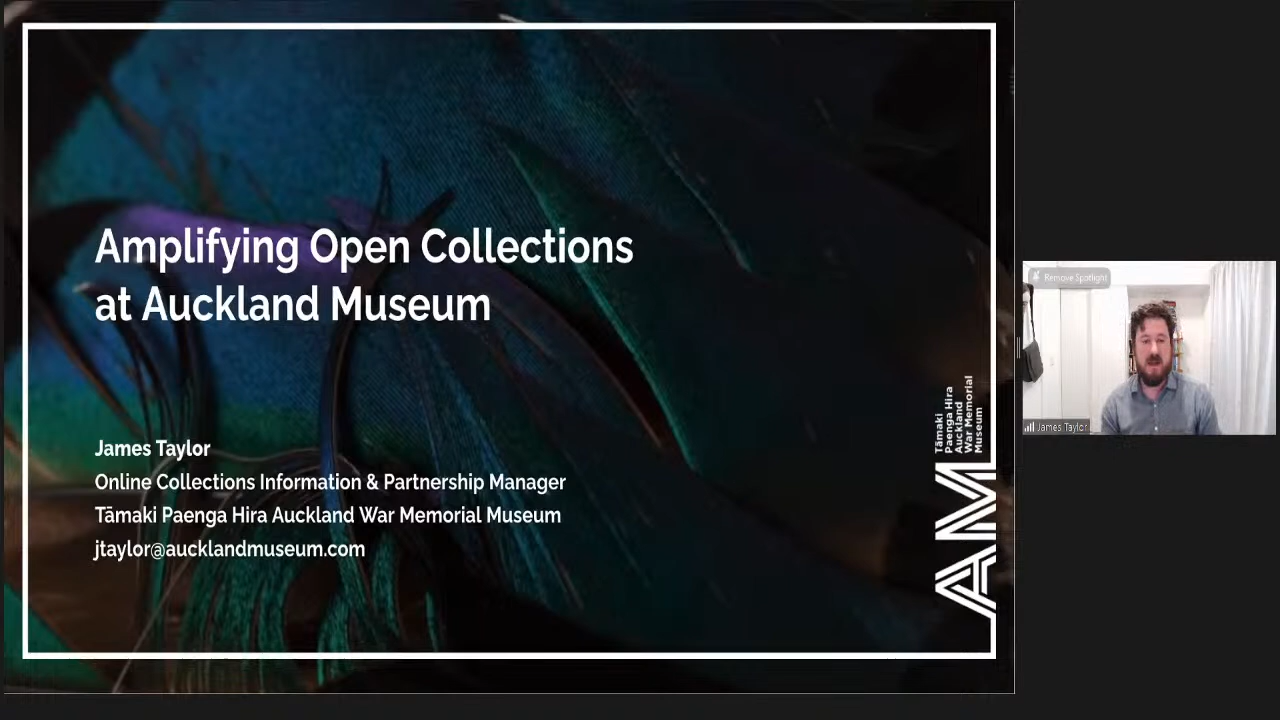 Amplifying Open Collections
at Auckland Museum
James Taylor
Online Collections Information & Partnership Manager
Tāmaki Paenga Hira Auckland War Memorial Museum
jtaylor@aucklandmuseum.com
Tāmaki
Paenga Hira
Auckland
War Memorial
Museum
AM
Remove Spotlight
James Taylor